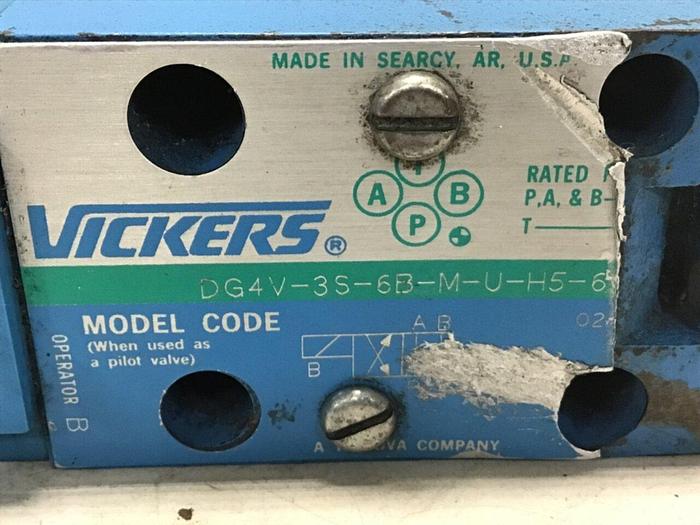 MADE IN SEARCY, AR, U.S.A
T
A B
P
RATED
P,A, & B-
T
VICKERS ®
DG4V-3S-6B-M-U-H5-6
MODEL CODE
(When used as
a pilot valve)
A B
B
02
OPERATOR B
A COMPANY